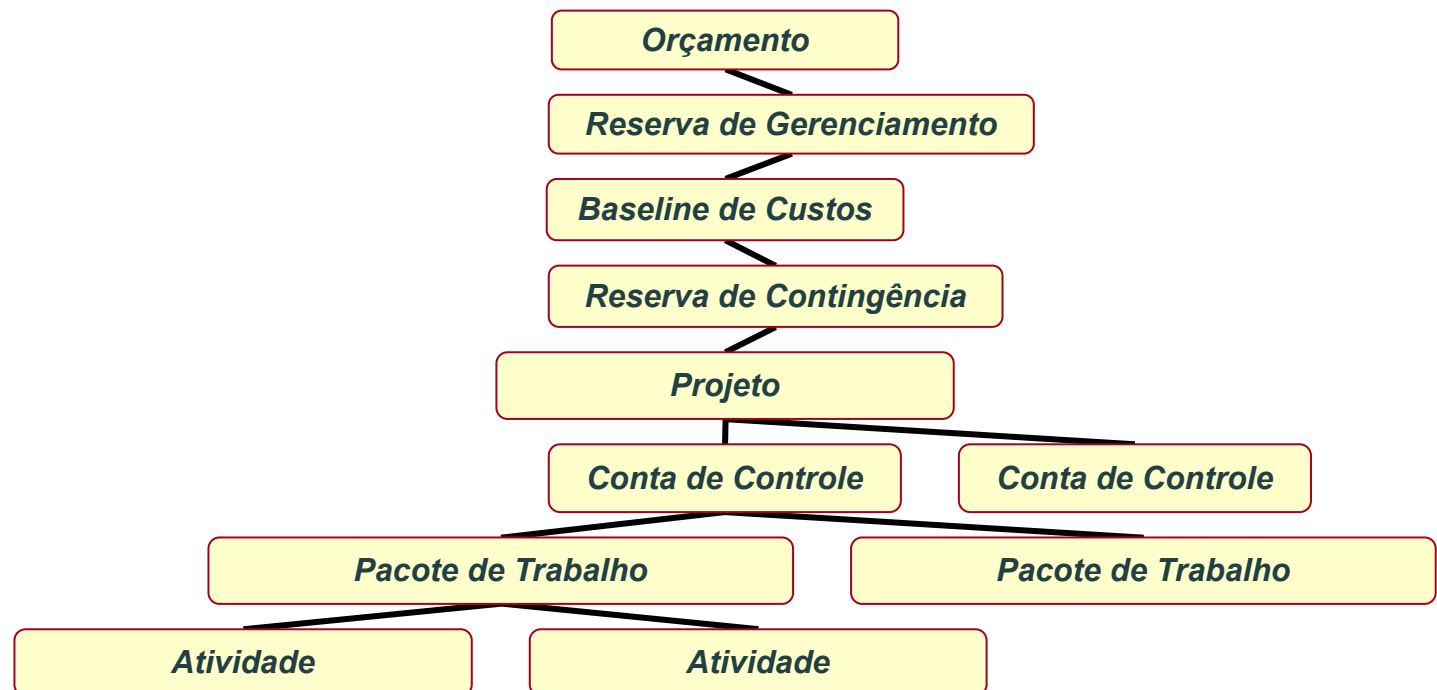 Orçamento
Reserva de Gerenciamento
Baseline de Custos
Reserva de Contingência
Projeto
Conta de Controle
Conta de Controle
Pacote de Trabalho
Pacote de Trabalho
Atividade
Atividade